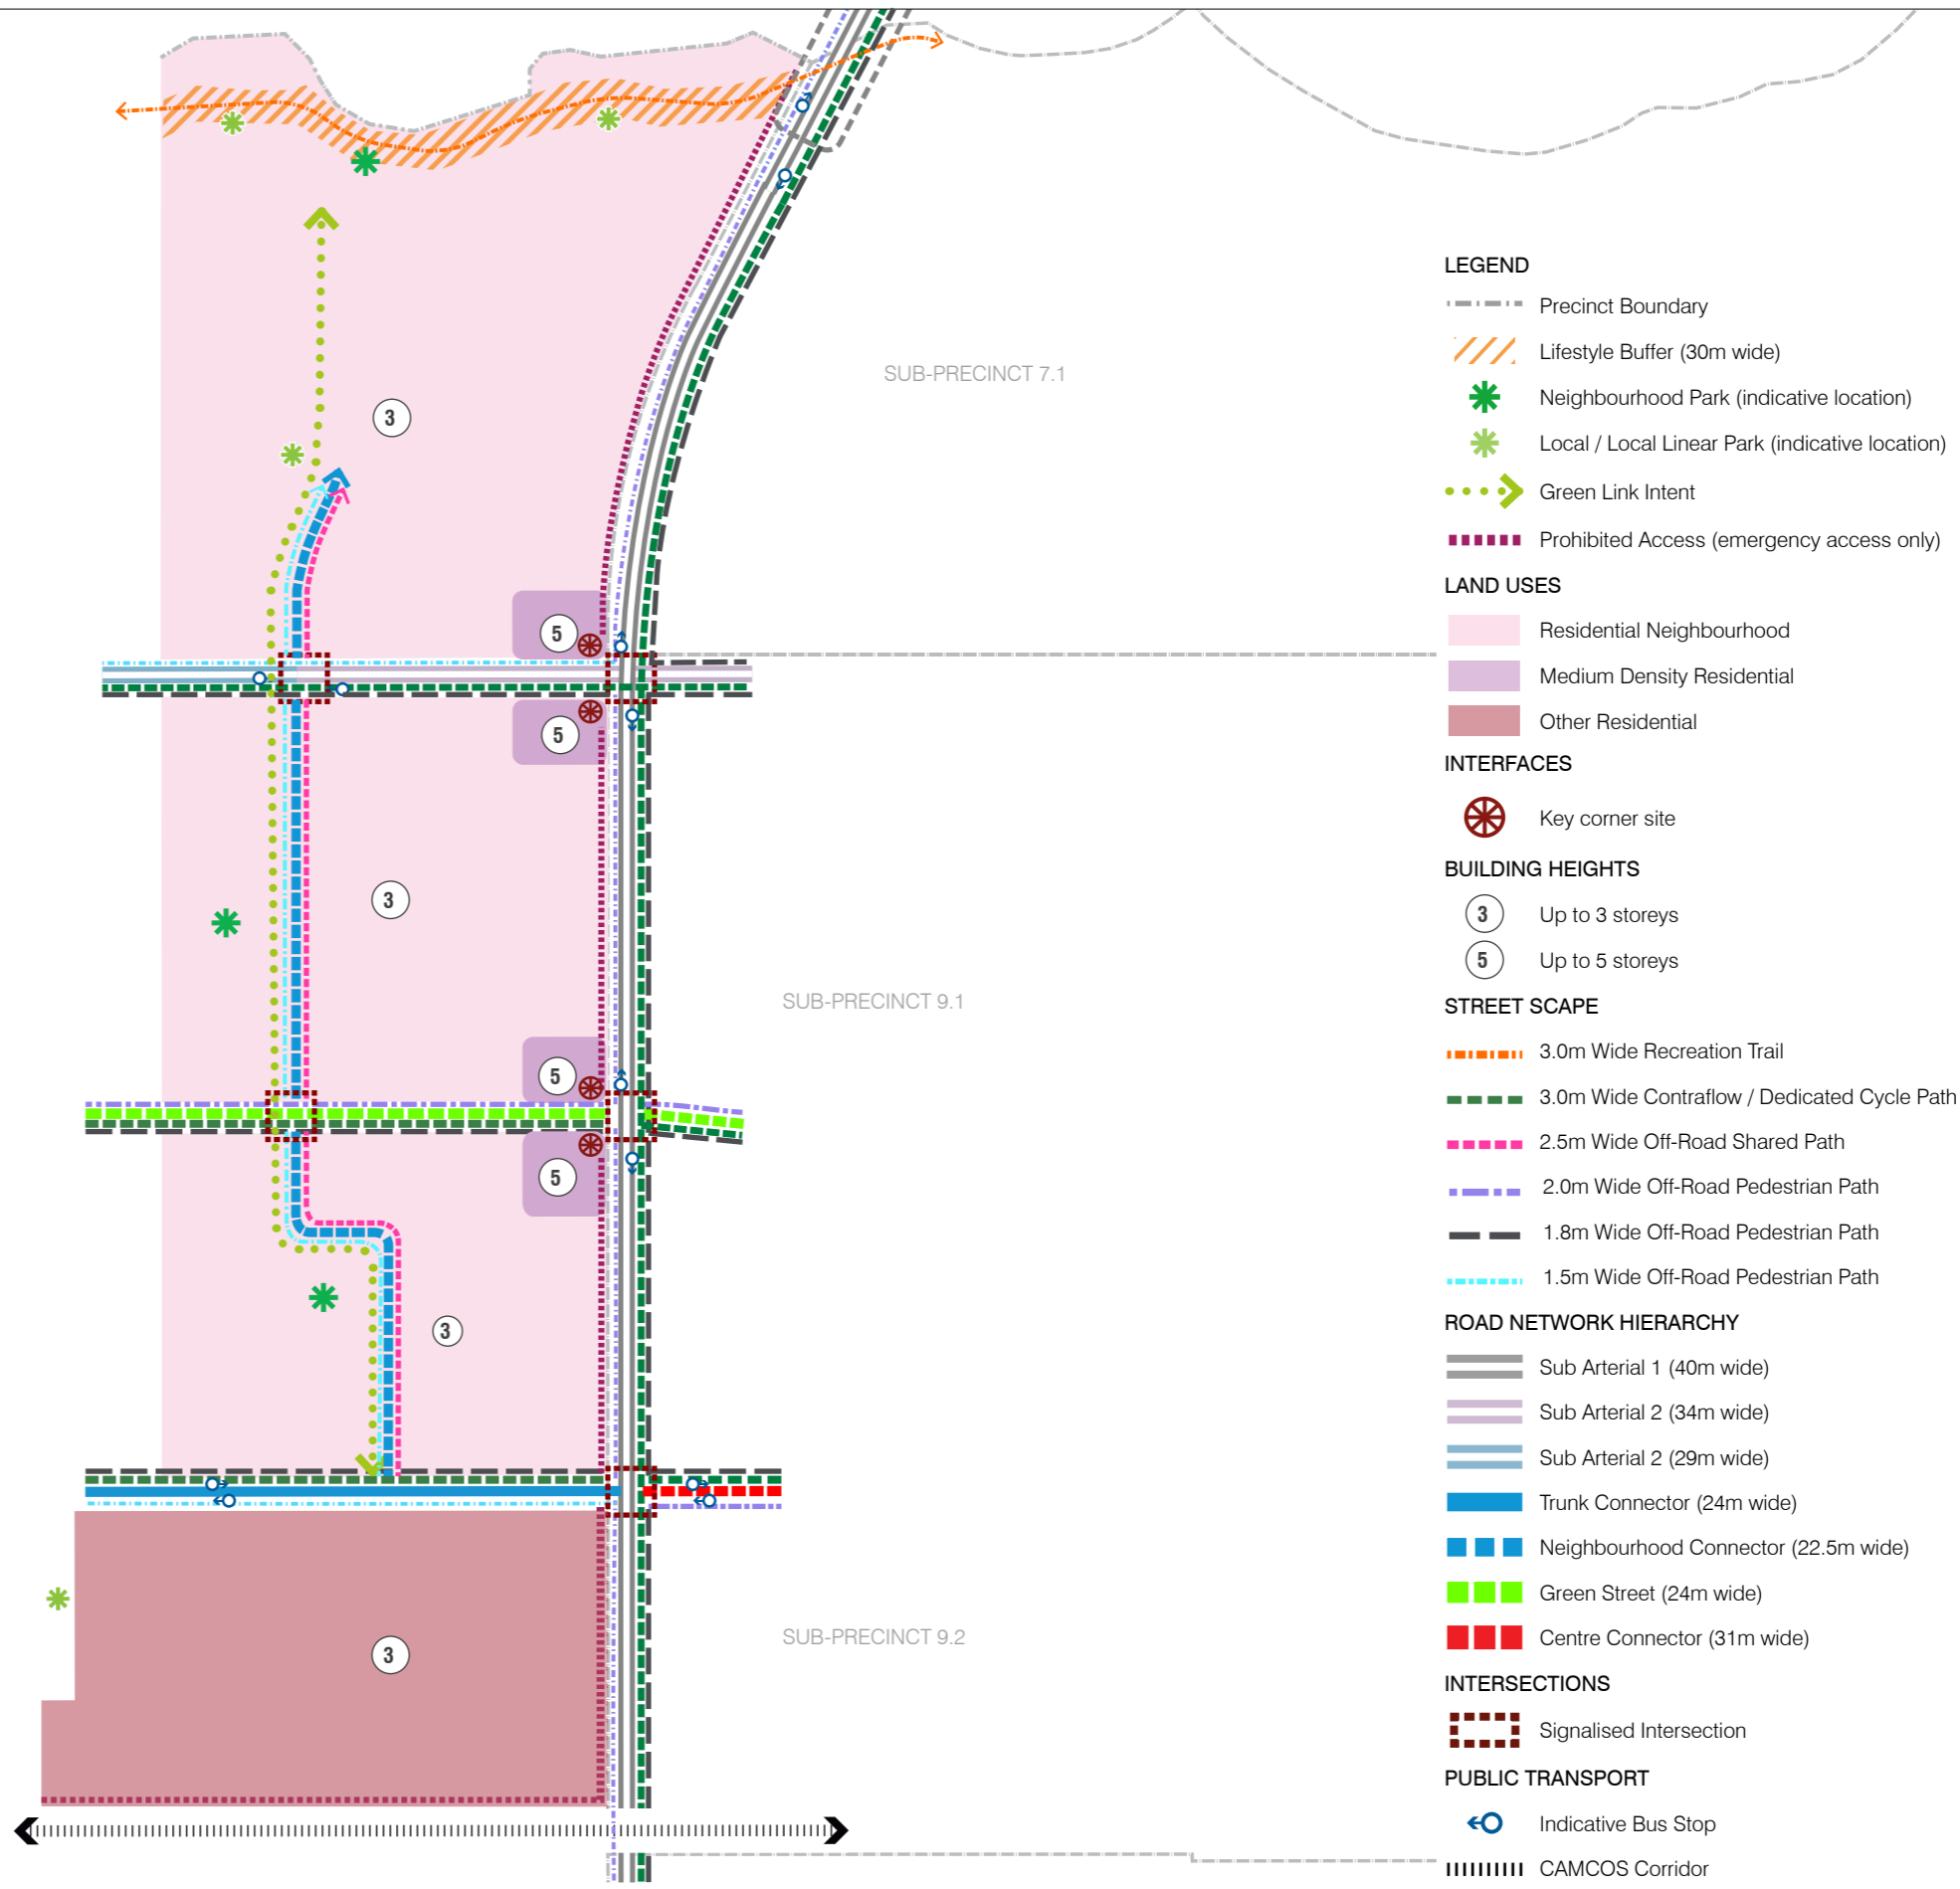 SUB-PRECINCT 7.1
3
5
5
3
SUB-PRECINCT 9.1
5
5
3
SUB-PRECINCT 9.2
3
LEGEND
Precinct Boundary
Lifestyle Buffer (30m wide)
Neighbourhood Park (indicative location)
Local / Local Linear Park (indicative location)
Green Link Intent
Prohibited Access (emergency access only)
LAND USES
Residential Neighbourhood
Medium Density Residential
Other Residential
INTERFACES
Key corner site
BUILDING HEIGHTS
3 Up to 3 storeys
5 Up to 5 storeys
STREET SCAPE
3.0m Wide Recreation Trail
3.0m Wide Contraflow / Dedicated Cycle Path
2.5m Wide Off-Road Shared Path
2.0m Wide Off-Road Pedestrian Path
1.8m Wide Off-Road Pedestrian Path
1.5m Wide Off-Road Pedestrian Path
ROAD NETWORK HIERARCHY
Sub Arterial 1 (40m wide)
Sub Arterial 2 (34m wide)
Sub Arterial 2 (29m wide)
Trunk Connector (24m wide)
Neighbourhood Connector (22.5m wide)
Green Street (24m wide)
Centre Connector (31m wide)
INTERSECTIONS
Signalised Intersection
PUBLIC TRANSPORT
Indicative Bus Stop
CAMCOS Corridor